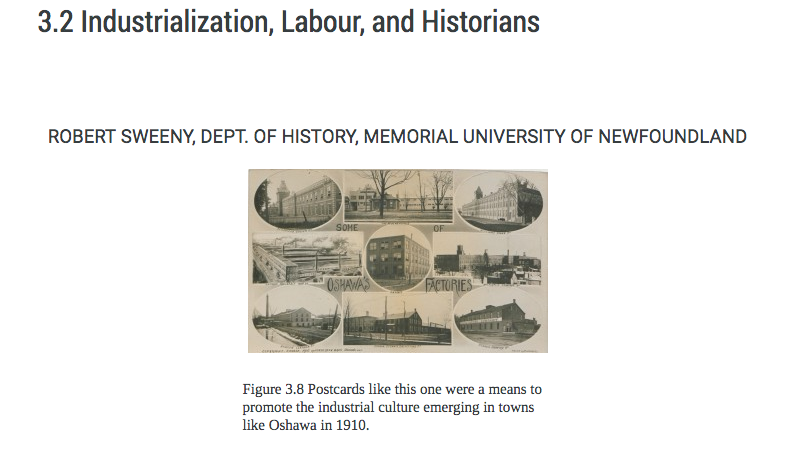 3.2 Industrialization, Labour, and Historians
ROBERT SWEENY, DEPT. OF HISTORY, MEMORIAL UNIVERSITY OF NEWFOUNDLAND
SOME OF
OSHAWA'S FACTORIES
Figure 3.8 Postcards like this one were a means to
promote the industrial culture emerging in towns
like Oshawa in 1910.